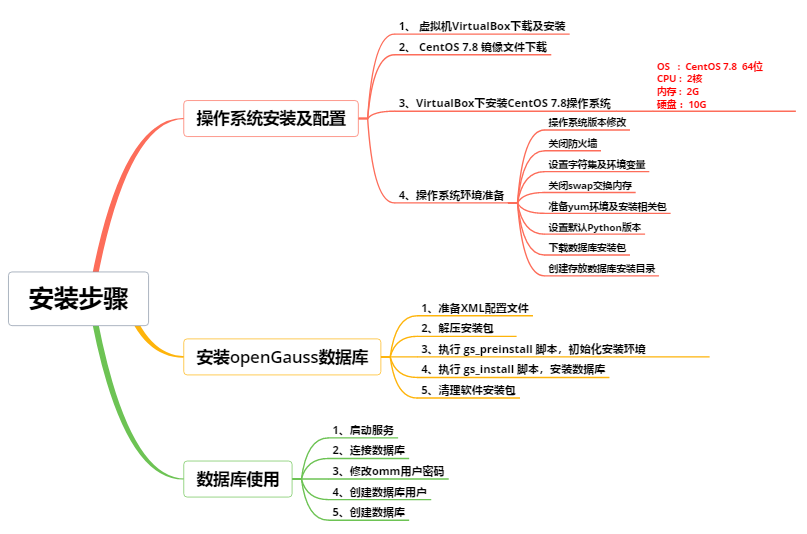 安装步骤
操作系统安装及配置
1、 虚拟机VirtualBox下载及安装
2、 CentOS 7.8 镜像文件下载
3、VirtualBox下安装CentOS 7.8操作系统
OS ：CentOS 7.8 64位
CPU ：2核
内存 ：2G
硬盘 ：10G
4、操作系统环境准备
操作系统版本修改
关闭防火墙
设置字符集及环境变量
关闭swap交换内存
准备yum环境及安装相关包
设置默认Python版本
下载数据库安装包
创建存放数据库安装目录
安装openGauss数据库
1、准备XML配置文件
2、解压安装包
3、执行 gs_preinstall 脚本，初始化安装环境
4、执行 gs_install 脚本，安装数据库
5、清理软件安装包
数据库使用
1、启动服务
2、连接数据库
3、修改omm用户密码
4、创建数据库用户
5、创建数据库